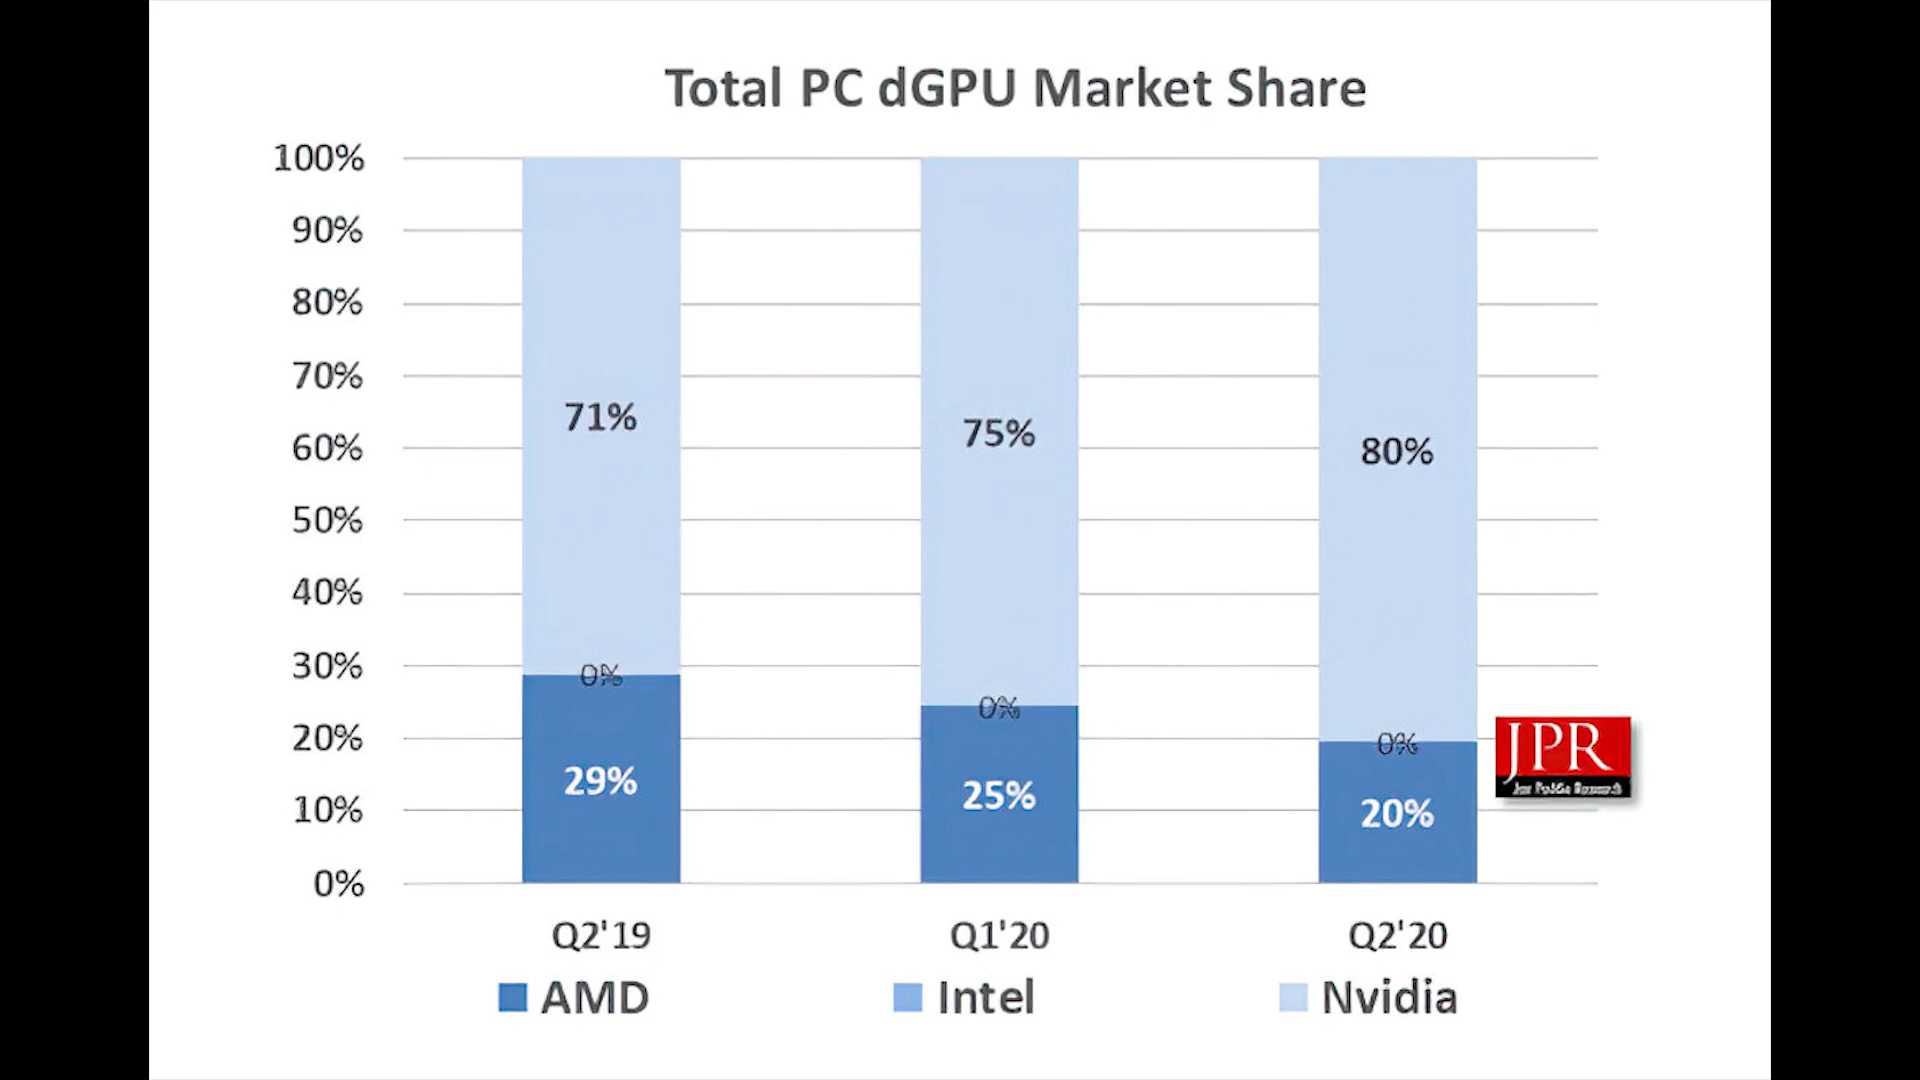 Total PC dGPU Market Share
100%
90%
80%
70%
60%
50%
40%
30%
20%
10%
0%
71%
0%
29%
75%
0%
25%
80%
0%
20%
JPR
Q2'19
Q1'20
Q2'20
AMD
Intel
Nvidia